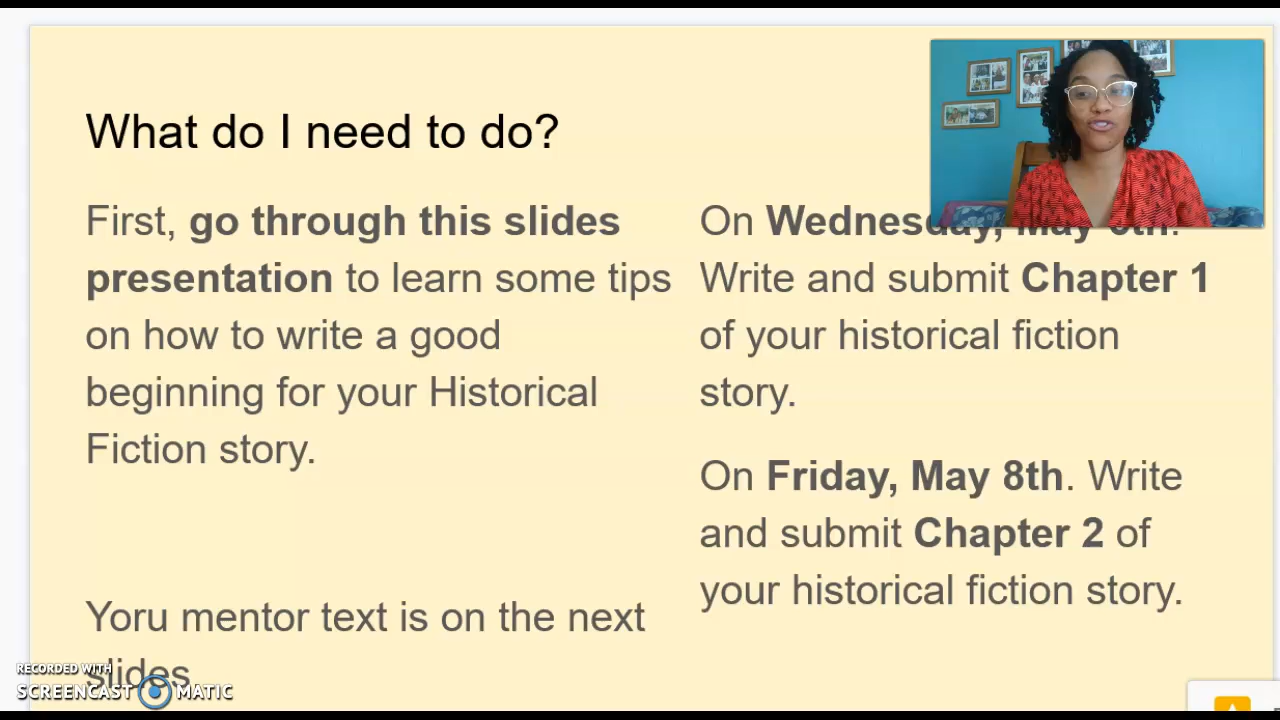 What do I need to do?
First, go through this slides
presentation to learn some tips
on how to write a good
beginning for your Historical
Fiction story.
Yoru mentor text is on the next
slides
On Wednesday, May 6th.
Write and submit Chapter 1
of your historical fiction
story.
On Friday, May 8th. Write
and submit Chapter 2 of
your historical fiction story.
RECORDED WITH
SCREENCAST MATIC